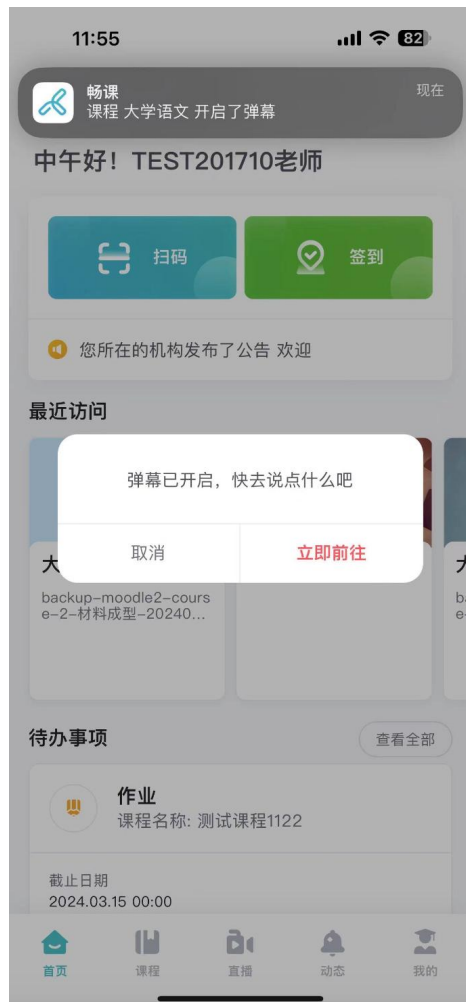 11:55
82
畅课
现在
课程 大学语文 开启了弹幕
中午好！TEST201710老师
扫码
签到
您所在的机构发布了公告 欢迎
最近访问
弹幕已开启，快去说点什么吧
取消
立即前往
大
backup-moodle2-cours
e-2-材料成型-20240...
待办事项
查看全部
作业
课程名称: 测试课程1122
截止日期
2024.03.15 00:00
首页
课程
直播
动态
我的